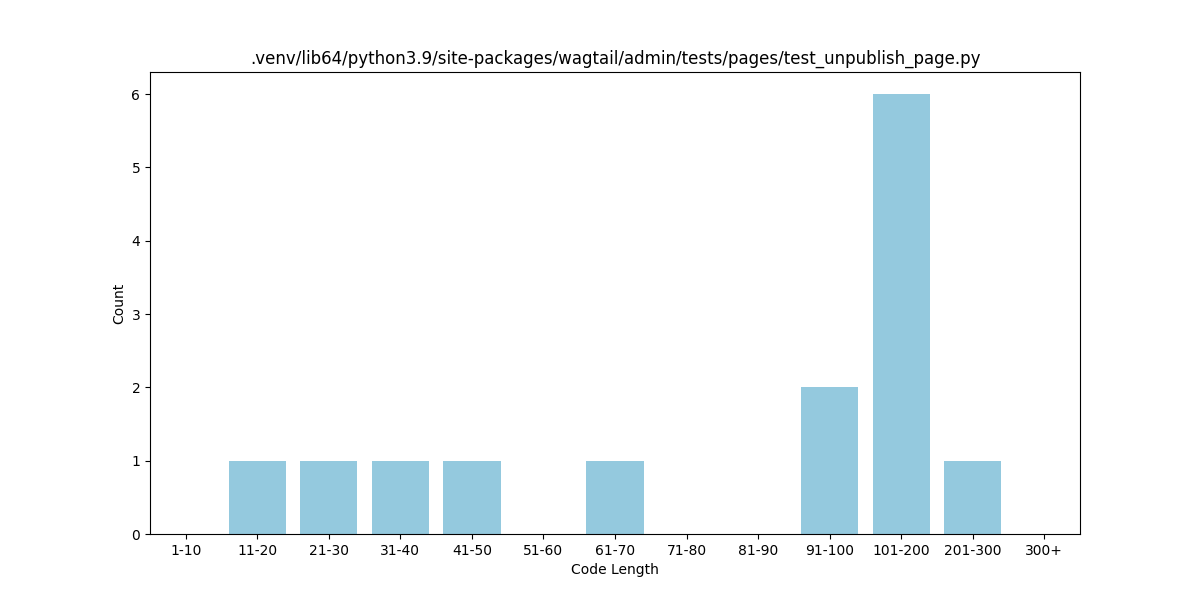 .venv/lib64/python3.9/site-packages/wagtail/admin/tests/pages/test_unpublish_page.py
6
5
4
3
2
1
0
Count
1-10 11-20 21-30 31-40 41-50 51-60 61-70 71-80 81-90 91-100 101-200 201-300 300+
Code Length